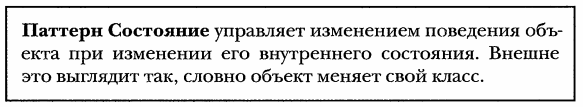 Паттерн Состояние управляет изменением поведения объ-
екта при изменении его внутреннего состояния. Внешне
это выглядит так, словно объект меняет свой класс.